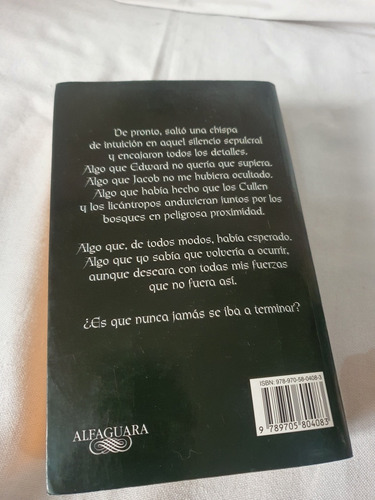 De pronto, saltó una chispa
de intuición en aquel silencio sepulcral
y encajaron todos los detalles.
Algo que Edward no quería que supiera.
Algo que Jacob no me hubiera ocultado.
Algo que había hecho que los Cullen
y los licántropos anduvieran juntos por los
bosques en peligrosa proximidad.
Algo que, de todos modos, había esperado.
Algo que yo sabía que volvería a ocurrir,
aunque deseara con todas mis fuerzas
que no fuera así.
¿Es que nunca jamás se iba a terminar?
ISBN: 978-970-58-0408-3
9 789705 804083
ALFAGUARA